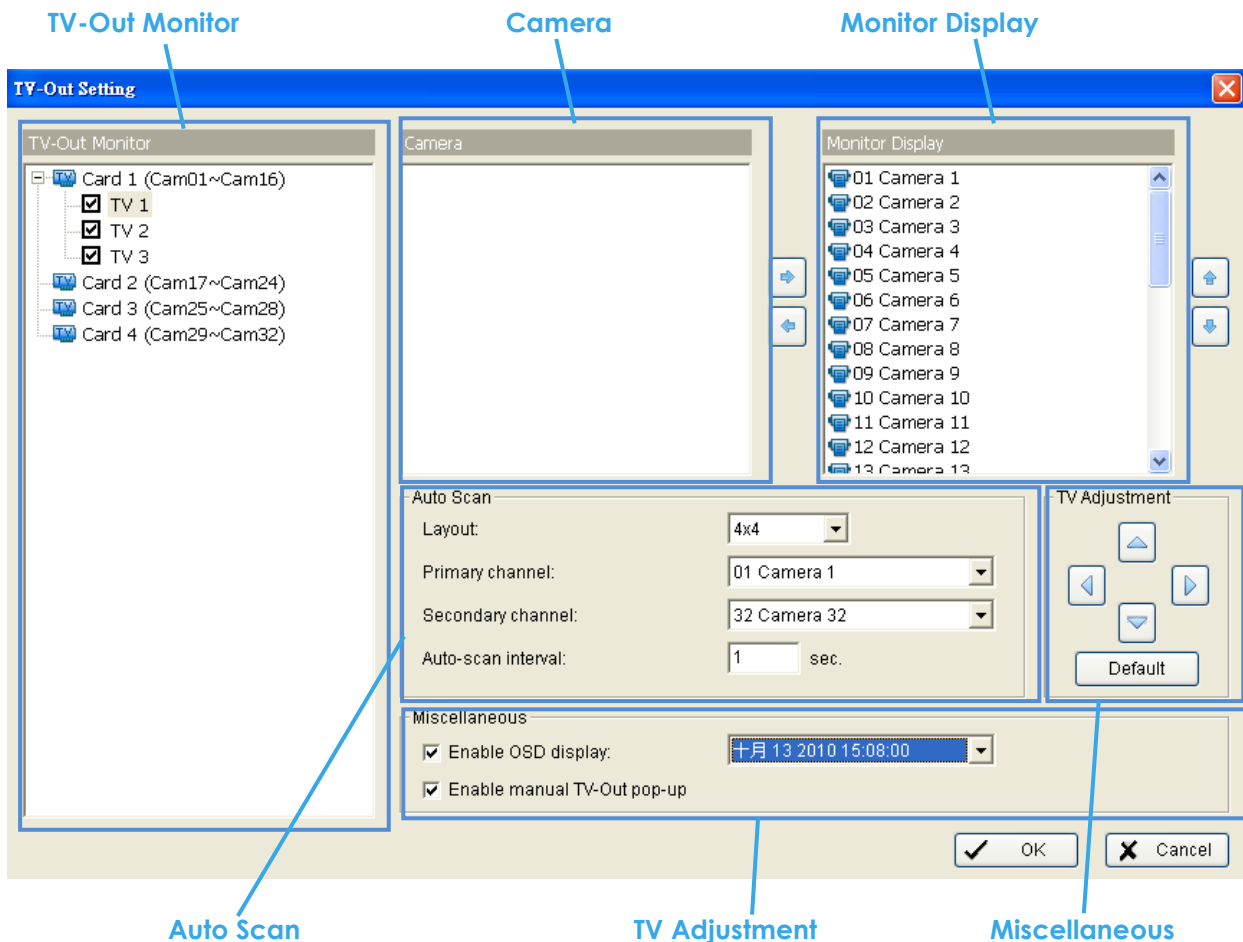 TV-Out Monitor
Camera
Monitor Display
TV-Out Setting
TV-Out Monitor
Card 1 (Cam01~Cam16)
TV 1
TV 2
TV 3
Card 2 (Cam17~Cam24)
Card 3 (Cam25~Cam28)
Card 4 (Cam29~Cam32)
Camera
Monitor Display
01 Camera 1
02 Camera 2
03 Camera 3
04 Camera 4
05 Camera 5
06 Camera 6
07 Camera 7
08 Camera 8
09 Camera 9
10 Camera 10
11 Camera 11
12 Camera 12
13 Camera 13
Auto Scan
Layout: 4x4
Primary channel: 01 Camera 1
Secondary channel: 32 Camera 32
Auto-scan interval: 1 sec.
TV Adjustment
Default
Miscellaneous
Enable OSD display: 十月 13 2010 15:08:00
Enable manual TV-Out pop-up
OK
Cancel
Auto Scan
TV Adjustment
Miscellaneous